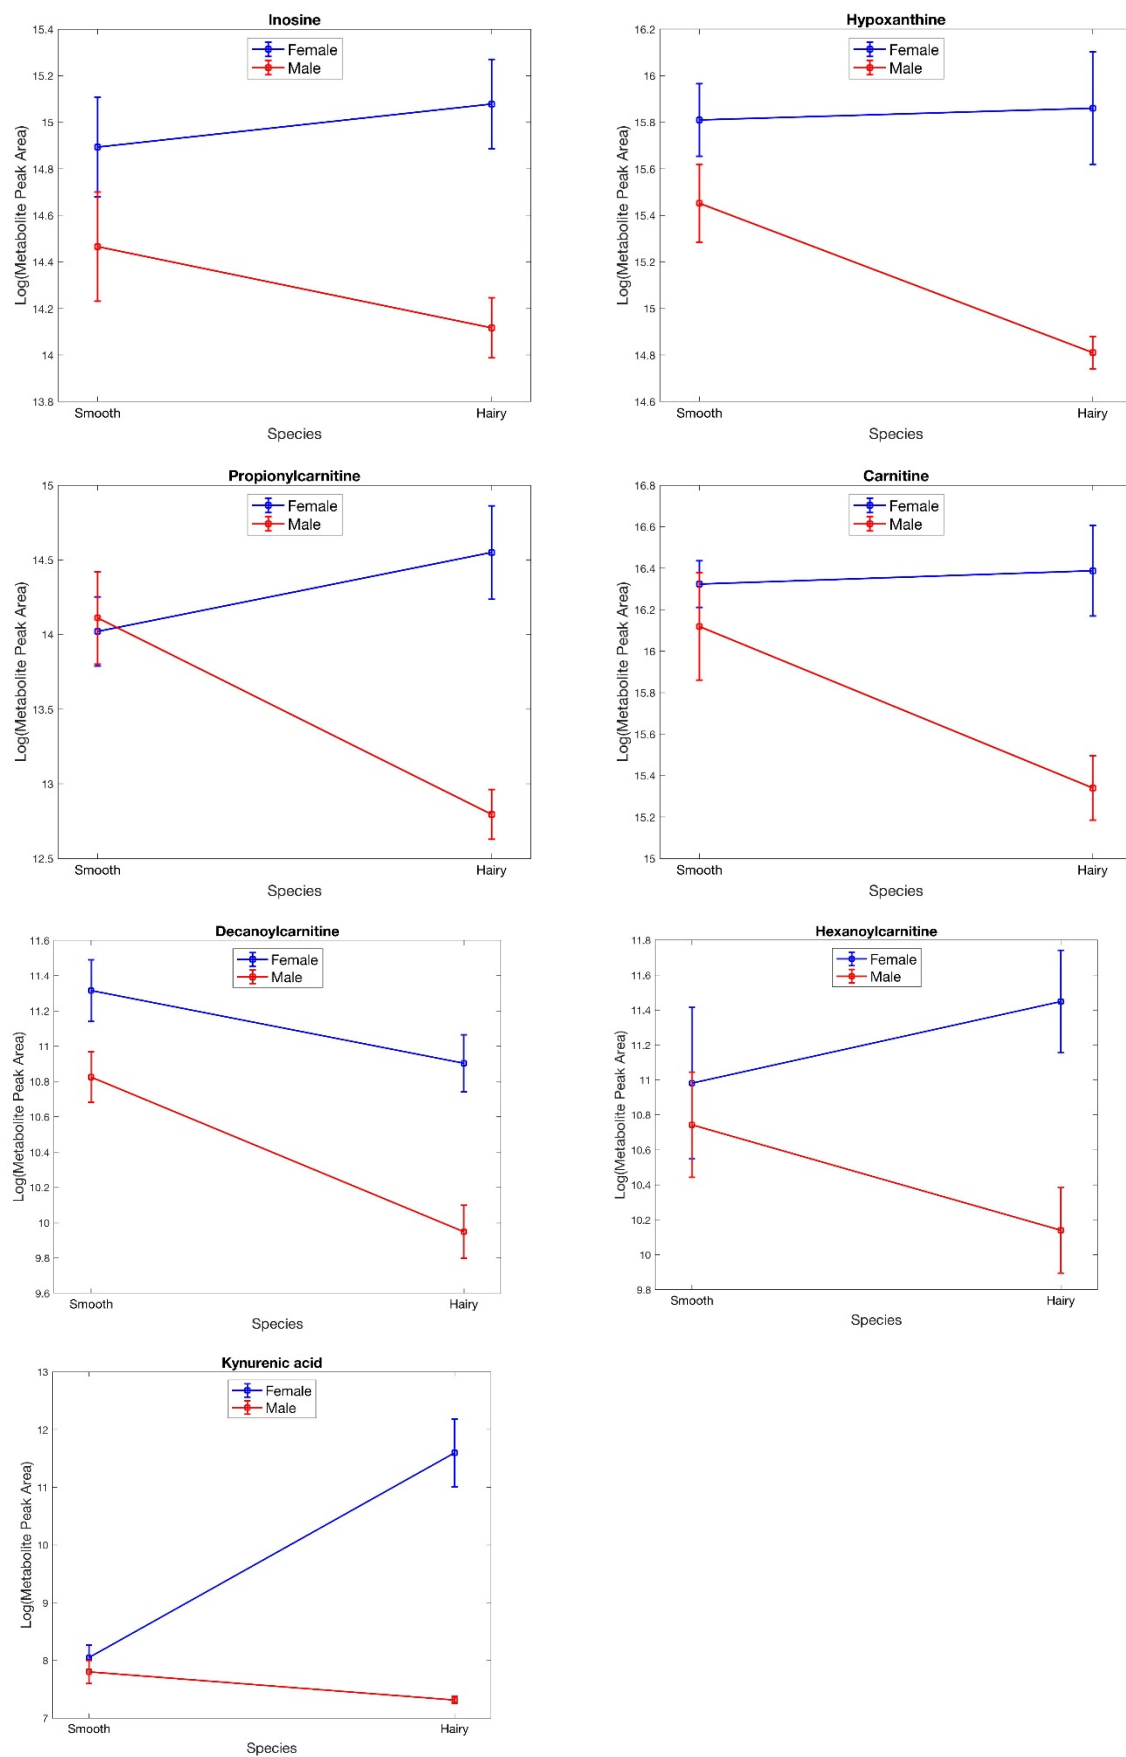 Inosine
15.4
15.2
15
14.8
14.6
14.4
14.2
14
13.8
Log(Metabolite Peak Area)
Female
Male
Smooth
Hairy
Species
Hypoxanthine
16.2
16
15.8
15.6
15.4
15.2
15
14.8
14.6
Log(Metabolite Peak Area)
Female
Male
Smooth
Hairy
Species
Propionylcarnitine
15
14.5
14
13.5
13
12.5
Log(Metabolite Peak Area)
Female
Male
Smooth
Hairy
Species
Carnitine
16.8
16.6
16.4
16.2
16
15.8
15.6
15.4
15.2
15
Log(Metabolite Peak Area)
Female
Male
Smooth
Hairy
Species
Decanoylcarnitine
11.6
11.4
11.2
11
10.8
10.6
10.4
10.2
10
9.8
9.6
Log(Metabolite Peak Area)
Female
Male
Smooth
Hairy
Species
Hexanoylcarnitine
11.8
11.6
11.4
11.2
11
10.8
10.6
10.4
10.2
10
9.8
Log(Metabolite Peak Area)
Female
Male
Smooth
Hairy
Species
Kynurenic acid
13
12
11
10
9
8
7
Log(Metabolite Peak Area)
Female
Male
Smooth
Hairy
Species